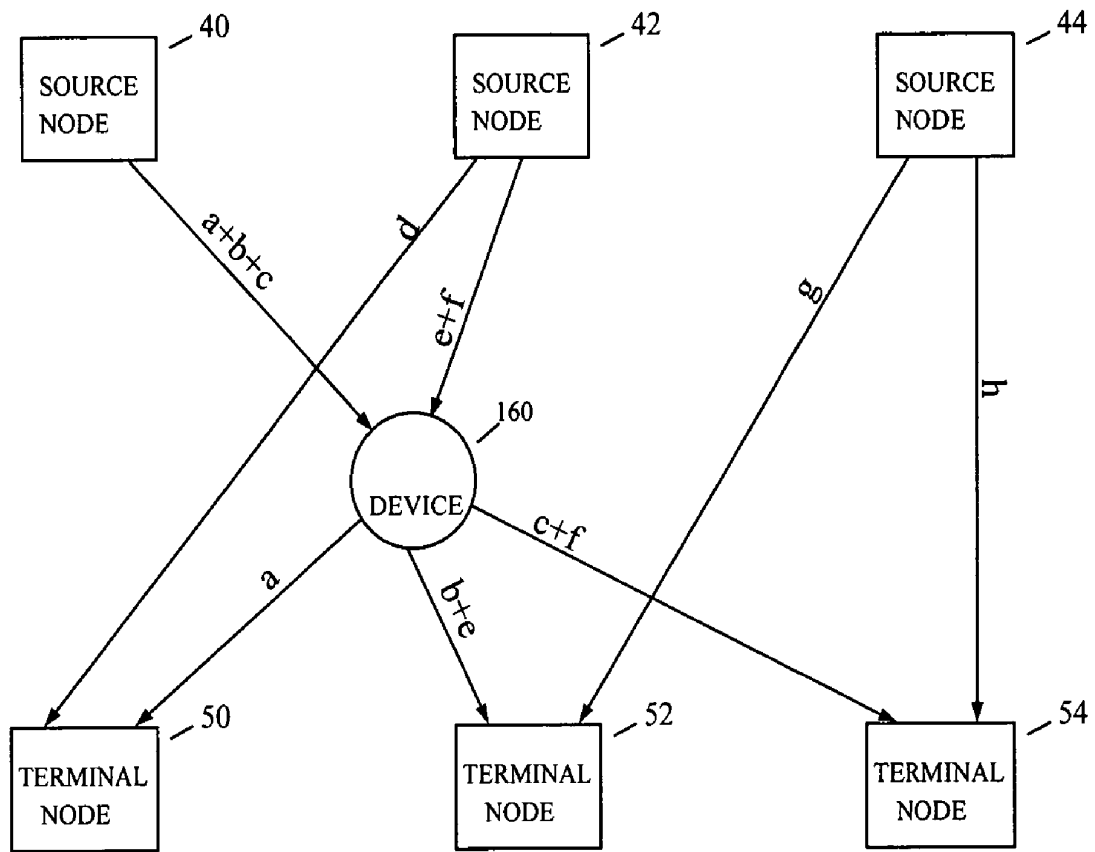 40
42
44
SOURCE
NODE
SOURCE
NODE
SOURCE
NODE
a+b+c
d
e+f
g
h
160
DEVICE
a
b+e
c+f
50
52
54
TERMINAL
NODE
TERMINAL
NODE
TERMINAL
NODE